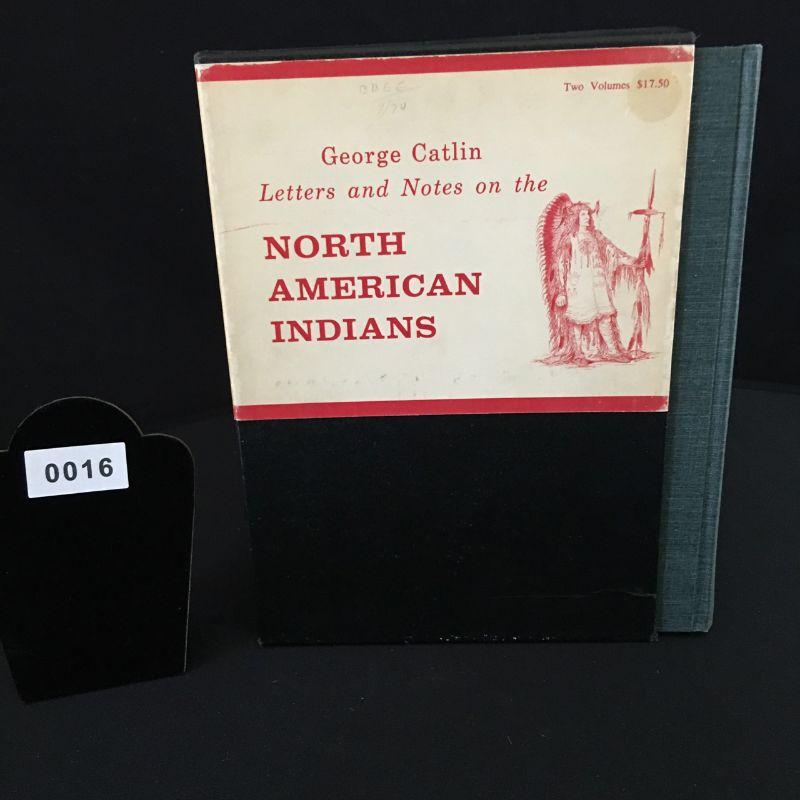 Two Volumes $17.50
George Catlin
Letters and Notes on the
NORTH
AMERICAN
INDIANS
0016